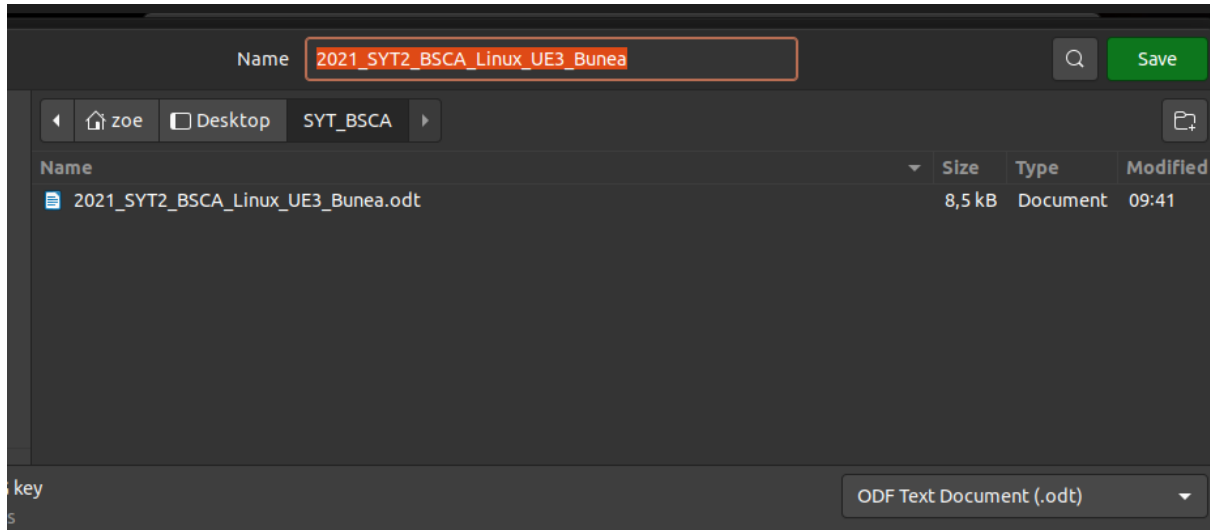 Name 2021_SYT2_BSCA_Linux_UE3_Bunea Save
zoe Desktop SYT_BSCA
Name Size Type Modified
2021_SYT2_BSCA_Linux_UE3_Bunea.odt 8,5 kB Document 09:41
key
ODF Text Document (.odt)
s